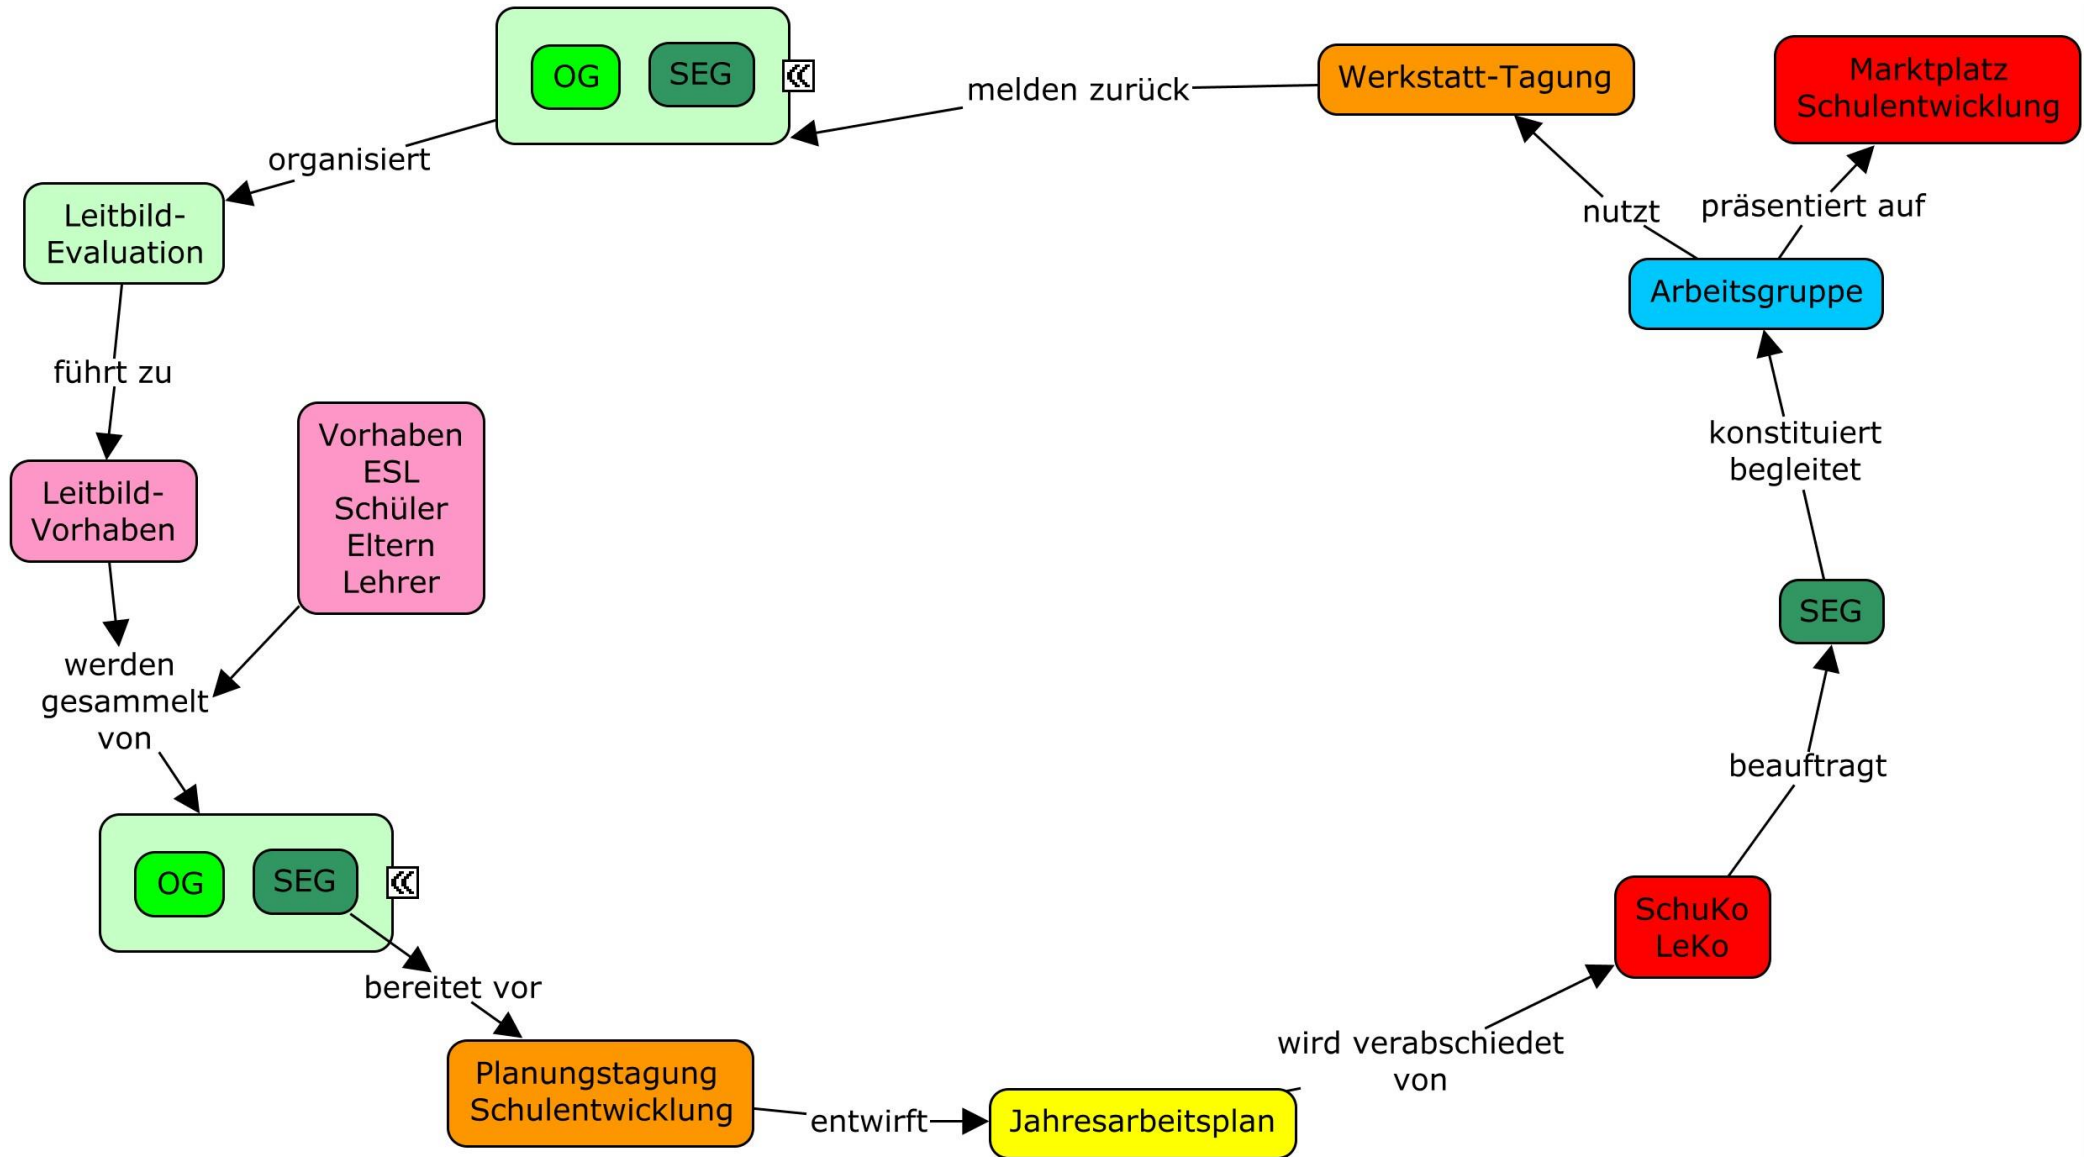 OG
SEG
melden zurück
Werkstatt-Tagung
Marktplatz
Schulentwicklung
organisiert
Leitbild-
Evaluation
nutzt
präsentiert auf
Arbeitsgruppe
führt zu
Vorhaben
ESL
Schüler
Eltern
Lehrer
konstituiert
begleitet
Leitbild-
Vorhaben
SEG
werden
gesammelt
von
beauftragt
OG
SEG
SchuKo
LeKo
bereitet vor
wird verabschiedet
von
Planungstagung
Schulentwicklung
entwirft
Jahresarbeitsplan